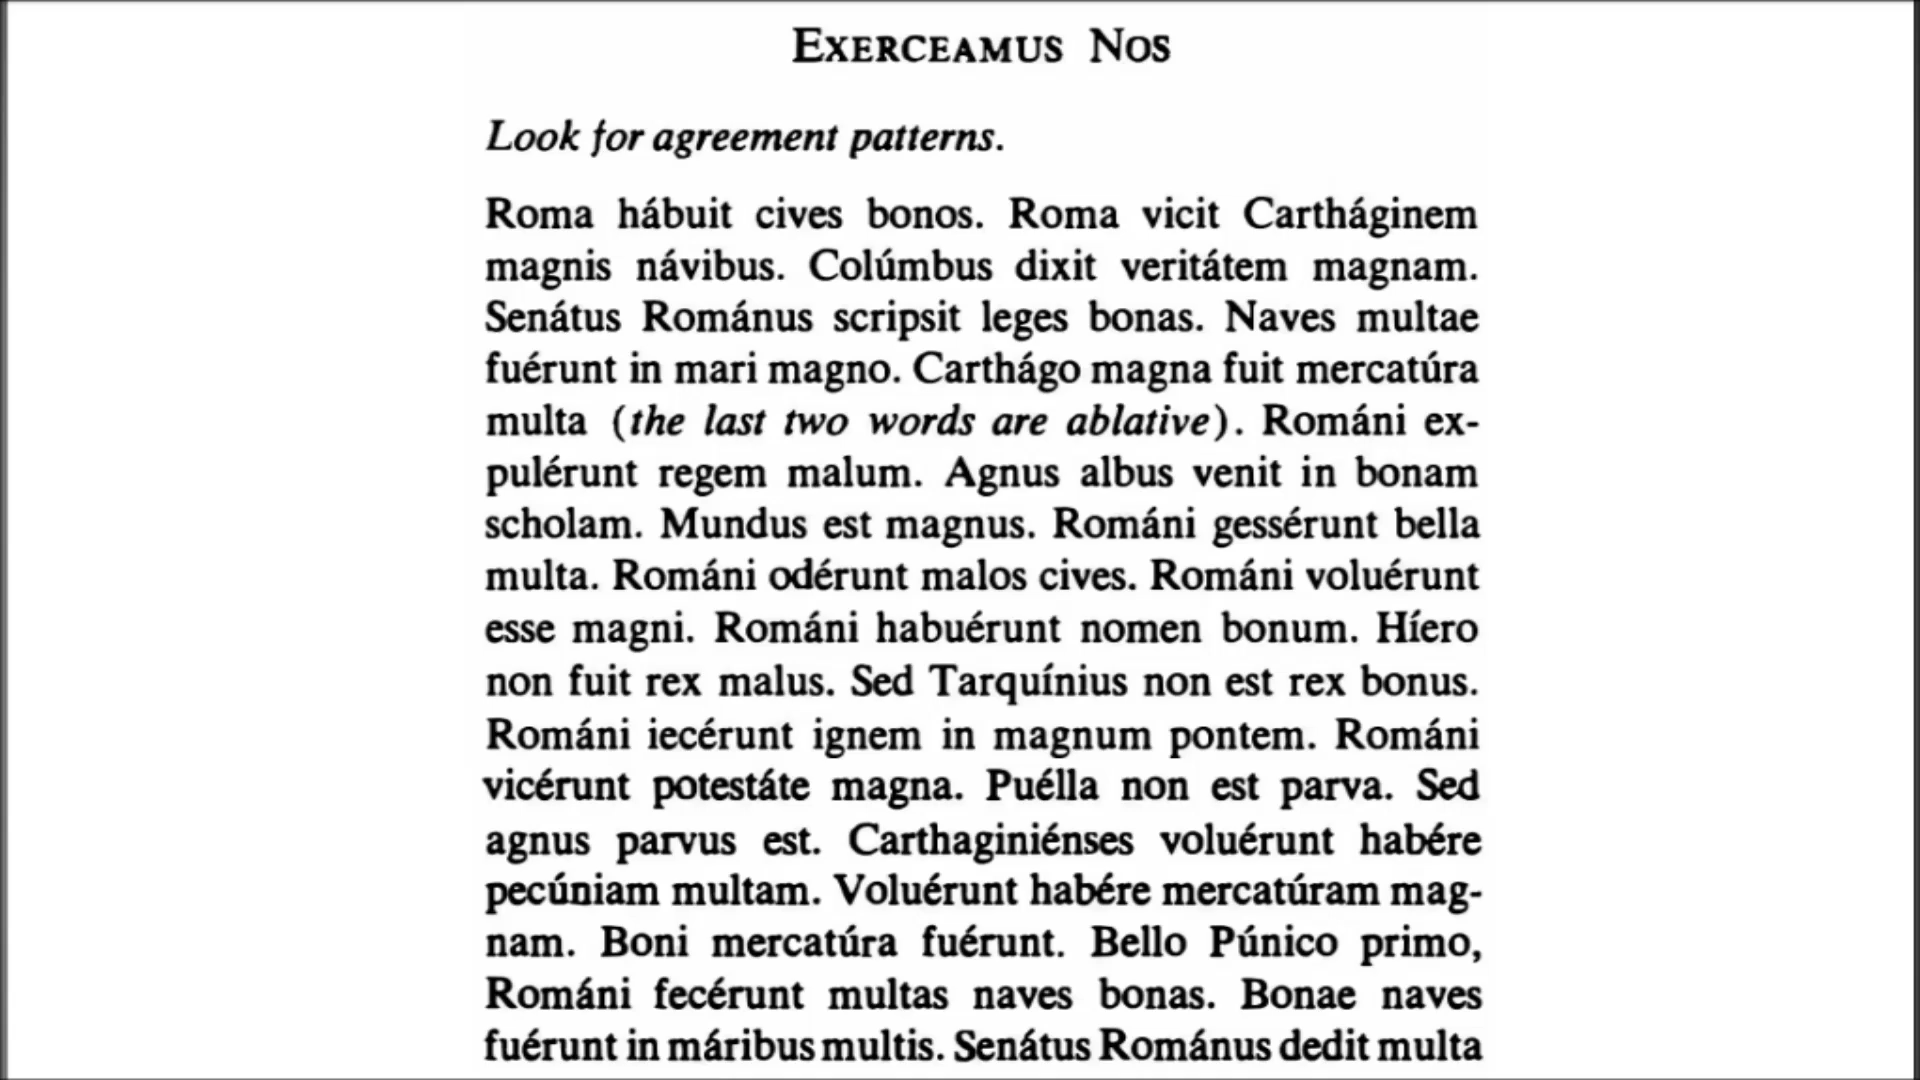 EXERCEAMUS NOS
Look for agreement patterns.
Roma hábuit cives bonos. Roma vicit Cartháginem
magnis návibus. Colúmbus dixit veritátem magnam.
Senátus Románus scripsit leges bonas. Naves multae
fuérunt in mari magno. Carthágo magna fuit mercatúra
multa (the last two words are ablative). Románi ex-
pulérunt regem malum. Agnus albus venit in bonam
scholam. Mundus est magnus. Románi gessérunt bella
multa. Románi odérunt malos cives. Románi voluérunt
esse magni. Románi habuérunt nomen bonum. Híero
non fuit rex malus. Sed Tarquínius non est rex bonus.
Románi iecérunt ignem in magnum pontem. Románi
vicérunt potestáte magna. Puélla non est parva. Sed
agnus parvus est. Carthaginiénses voluérunt habére
pecúniam multam. Voluérunt habére mercatúram mag-
nam. Boni mercatúra fuérunt. Bello Púnico primo,
Románi fecérunt multas naves bonas. Bonae naves
fuérunt in máribus multis. Senátus Románus dedit multa